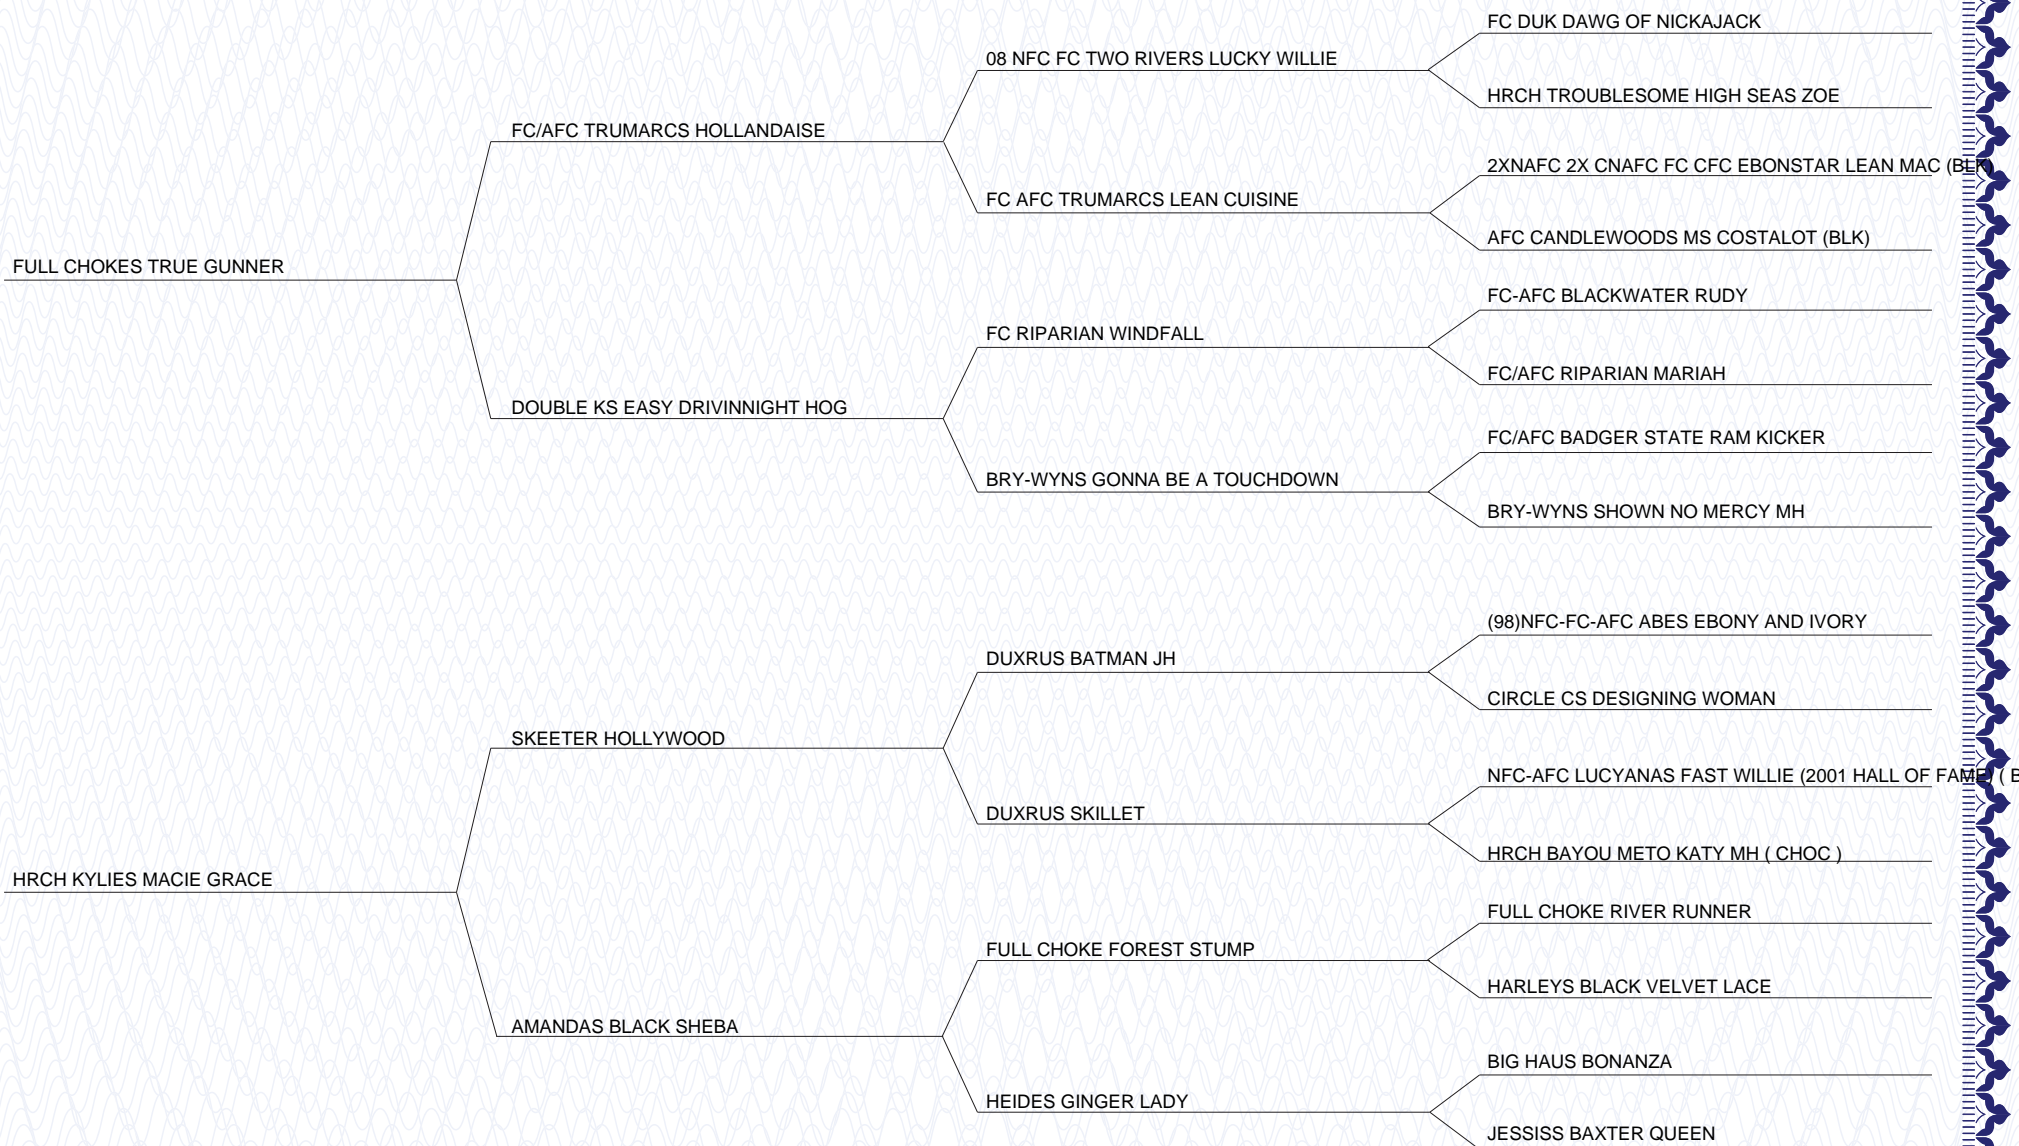 FC DUK DAWG OF NICKAJACK
08 NFC FC TWO RIVERS LUCKY WILLIE
HRCH TROUBLESOME HIGH SEAS ZOE
FC/AFC TRUMARCS HOLLANDAISE
2XNAFC 2X CNAFC FC CFC EBONSTAR LEAN MAC (BLK)
FC AFC TRUMARCS LEAN CUISINE
AFC CANDLEWOODS MS COSTALOT (BLK)
FULL CHOKES TRUE GUNNER
FC-AFC BLACKWATER RUDY
FC RIPARIAN WINDFALL
FC/AFC RIPARIAN MARIAH
DOUBLE KS EASY DRIVINNIGHT HOG
FC/AFC BADGER STATE RAM KICKER
BRY-WYNS GONNA BE A TOUCHDOWN
BRY-WYNS SHOWN NO MERCY MH
(98)NFC-FC-AFC ABES EBONY AND IVORY
DUXRUS BATMAN JH
CIRCLE CS DESIGNING WOMAN
SKEETER HOLLYWOOD
NFC-AFC LUCYANAS FAST WILLIE (2001 HALL OF FAME) ( B
DUXRUS SKILLET
HRCH BAYOU METO KATY MH ( CHOC )
HRCH KYLIES MACIE GRACE
FULL CHOKE RIVER RUNNER
FULL CHOKE FOREST STUMP
HARLEYS BLACK VELVET LACE
AMANDAS BLACK SHEBA
BIG HAUS BONANZA
HEIDES GINGER LADY
JESSISS BAXTER QUEEN